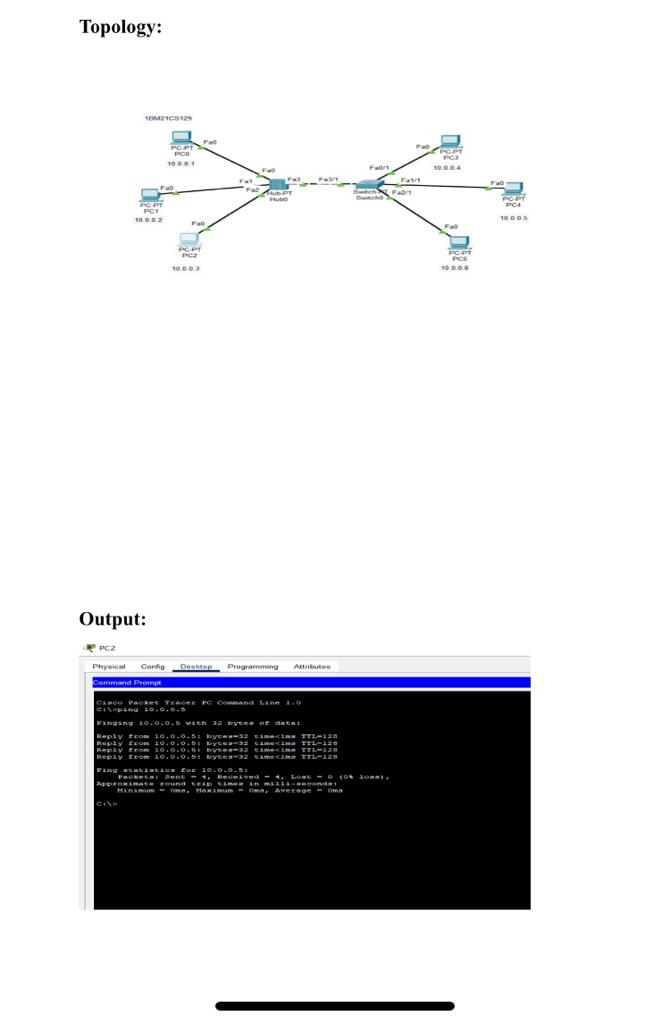 Topology:
1BM21CS129
Fa0
PC-PT
PC0
10.0.0.1
Fa0
PC-PT
PC1
10.0.0.2
Fa0
PC-PT
PC2
10.0.0.3
Fa0
Fa1
Fa2
Fa3
Hub-PT
Hub0
Fa3/1
Fa0/1
Fa1/1
Switch-PT
Fa2/1
Switch0
Fa0
PC-PT
PC3
10.0.0.4
Fa0
PC-PT
PC4
10.0.0.5
Fa0
PC-PT
PC5
10.0.0.6
Output:
PC2
Physical Config Desktop Programming Attributes
Command Prompt
Cisco Packet Tracer PC Command Line 1.0
C:\>ping 10.0.0.5
Pinging 10.0.0.5 with 32 bytes of data:
Reply from 10.0.0.5: bytes=32 time<1ms TTL=128
Reply from 10.0.0.5: bytes=32 time<1ms TTL=128
Reply from 10.0.0.5: bytes=32 time<1ms TTL=128
Reply from 10.0.0.5: bytes=32 time<1ms TTL=128
Ping statistics for 10.0.0.5:
Packets: Sent = 4, Received = 4, Lost = 0 (0% loss),
Approximate round trip times in milli-seconds:
Minimum = 0ms, Maximum = 0ms, Average = 0ms
C:\>